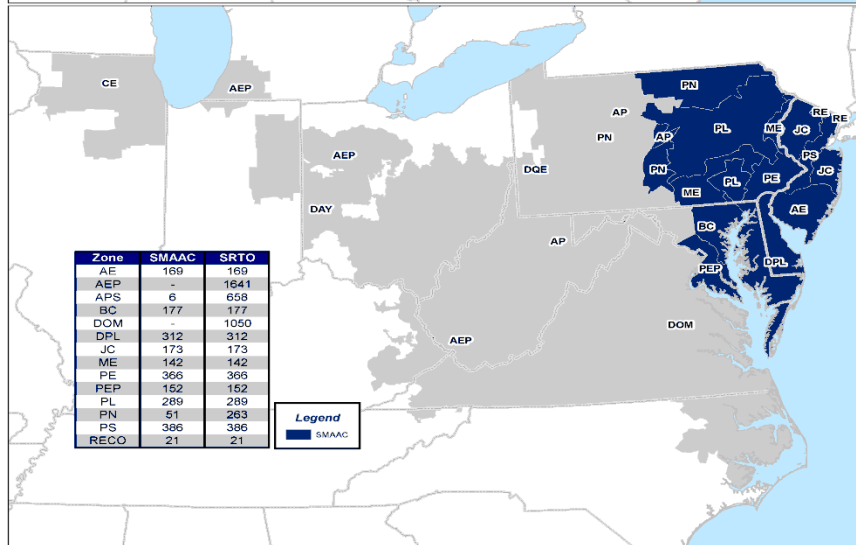 CE
AEP
PN
AP
RE
RE
PN
AP
PL
ME
JC
PS
AEP
DQE
PN
PL
PE
JC
ME
AE
DAY
BC
AP
PEP
DPL
AEP
DOM
Zone SMAAC SRTO
AE 169 169
AEP - 1641
APS 6 658
BC 177 177
DOM - 1050
DPL 312 312
JC 173 173
ME 142 142
PE 366 366
PEP 152 152
PL 289 289
PN 51 263
PS 386 386
RECO 21 21
Legend
SMAAC